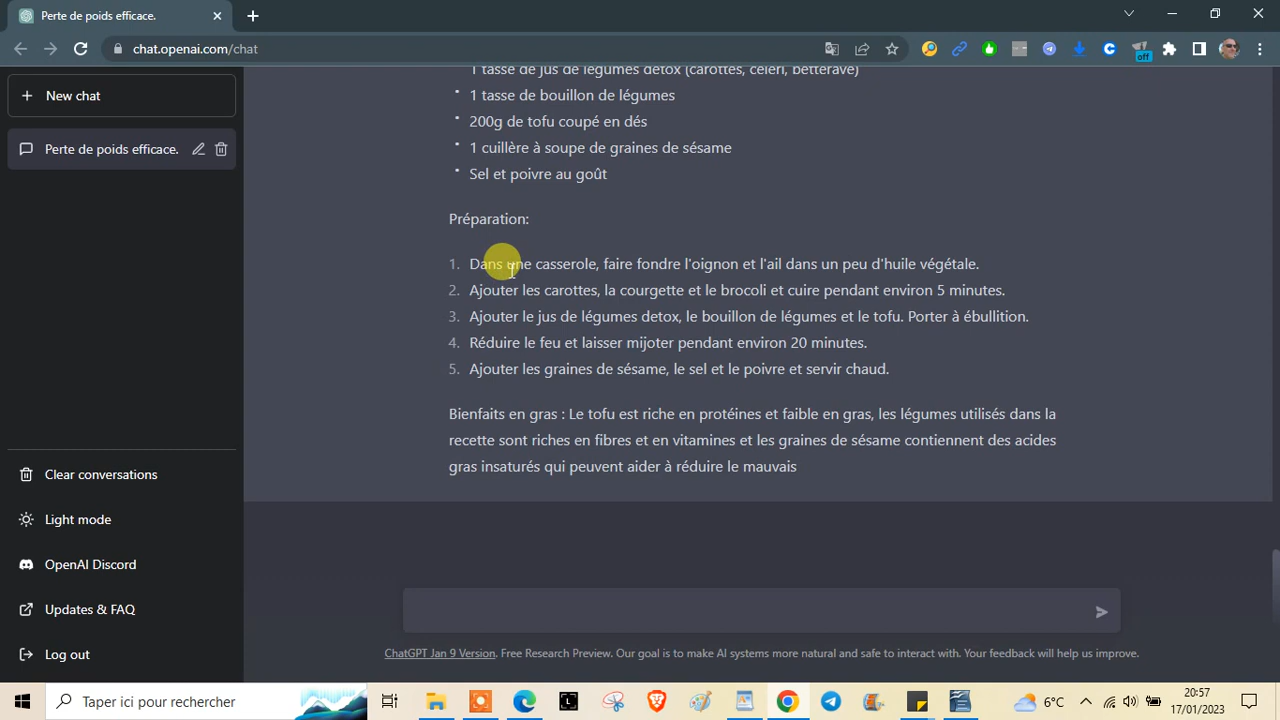 Perte de poids efficace.
chat.openai.com/chat
off
New chat
Perte de poids efficace.
1 tasse de jus de légumes detox (carottes, céleri, betterave)
1 tasse de bouillon de légumes
200g de tofu coupé en dés
1 cuillère à soupe de graines de sésame
Sel et poivre au goût
Préparation:
1. Dans une casserole, faire fondre l'oignon et l'ail dans un peu d'huile végétale.
2. Ajouter les carottes, la courgette et le brocoli et cuire pendant environ 5 minutes.
3. Ajouter le jus de légumes detox, le bouillon de légumes et le tofu. Porter à ébullition.
4. Réduire le feu et laisser mijoter pendant environ 20 minutes.
5. Ajouter les graines de sésame, le sel et le poivre et servir chaud.
Bienfaits en gras : Le tofu est riche en protéines et faible en gras, les légumes utilisés dans la
recette sont riches en fibres et en vitamines et les graines de sésame contiennent des acides
gras insaturés qui peuvent aider à réduire le mauvais
Clear conversations
Light mode
OpenAI Discord
Updates & FAQ
Log out
ChatGPT Jan 9 Version. Free Research Preview. Our goal is to make AI systems more natural and safe to interact with. Your feedback will help us improve.
Taper ici pour rechercher
6°C
20:57
17/01/2023